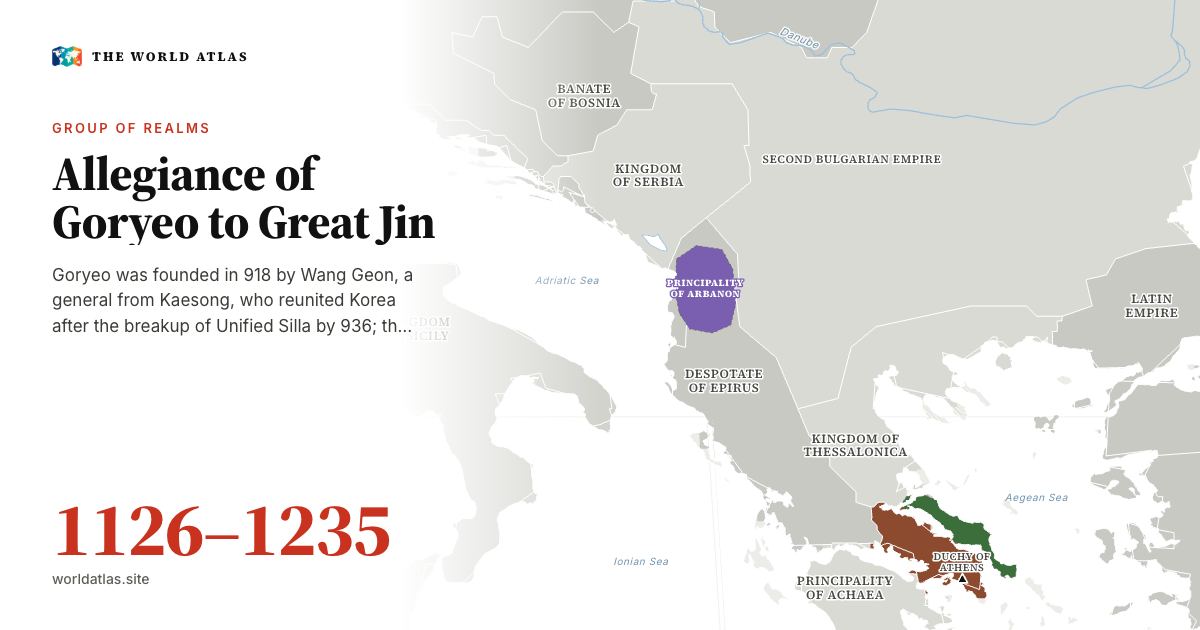 THE WORLD ATLAS
GROUP OF REALMS
Allegiance of
Goryeo to Great Jin
Goryeo was founded in 918 by Wang Geon, a
general from Kaesong, who reunited Korea
after the breakup of Unified Silla by 936; th...
1126–1235
worldatlas.site
Danube
BANATE
OF BOSNIA
KINGDOM
OF SERBIA
SECOND BULGARIAN EMPIRE
Adriatic Sea
PRINCIPALITY
OF ARBANON
LATIN
EMPIRE
DESPOTATE
OF EPIRUS
KINGDOM OF
THESSALONICA
Aegean Sea
Ionian Sea
DUCHY OF
ATHENS
PRINCIPALITY
OF ACHAEA